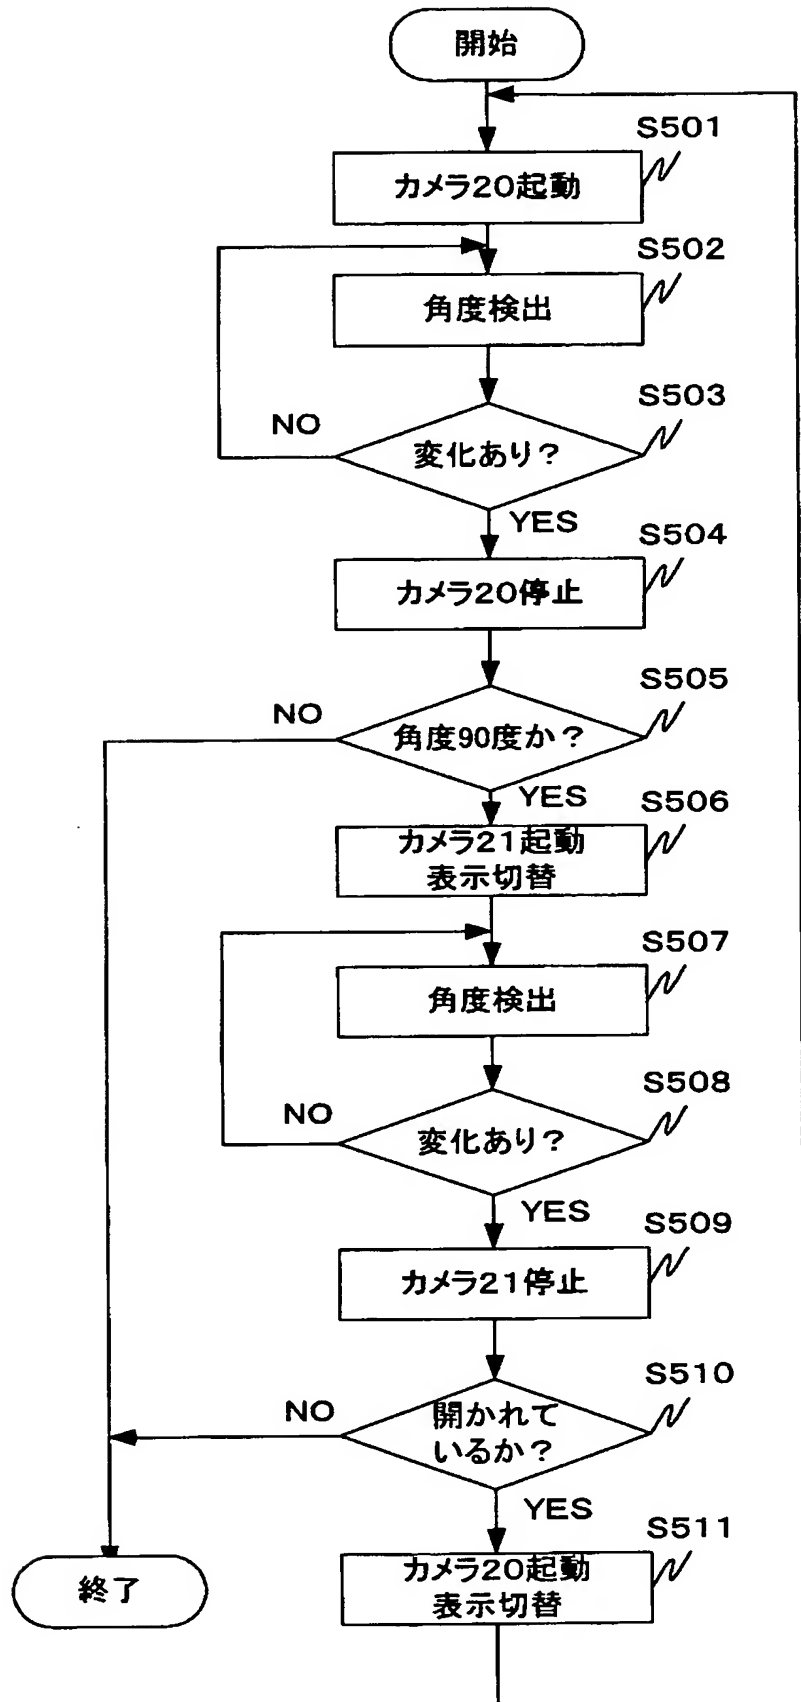 開始
S501
カメラ20起動
S502
角度検出
S503
NO
変化あり？
YES
S504
カメラ20停止
S505
NO
角度90度か？
YES
S506
カメラ21起動
表示切替
S507
角度検出
S508
NO
変化あり？
YES
S509
カメラ21停止
S510
NO
開かれて
いるか？
YES
S511
カメラ20起動
表示切替
終了